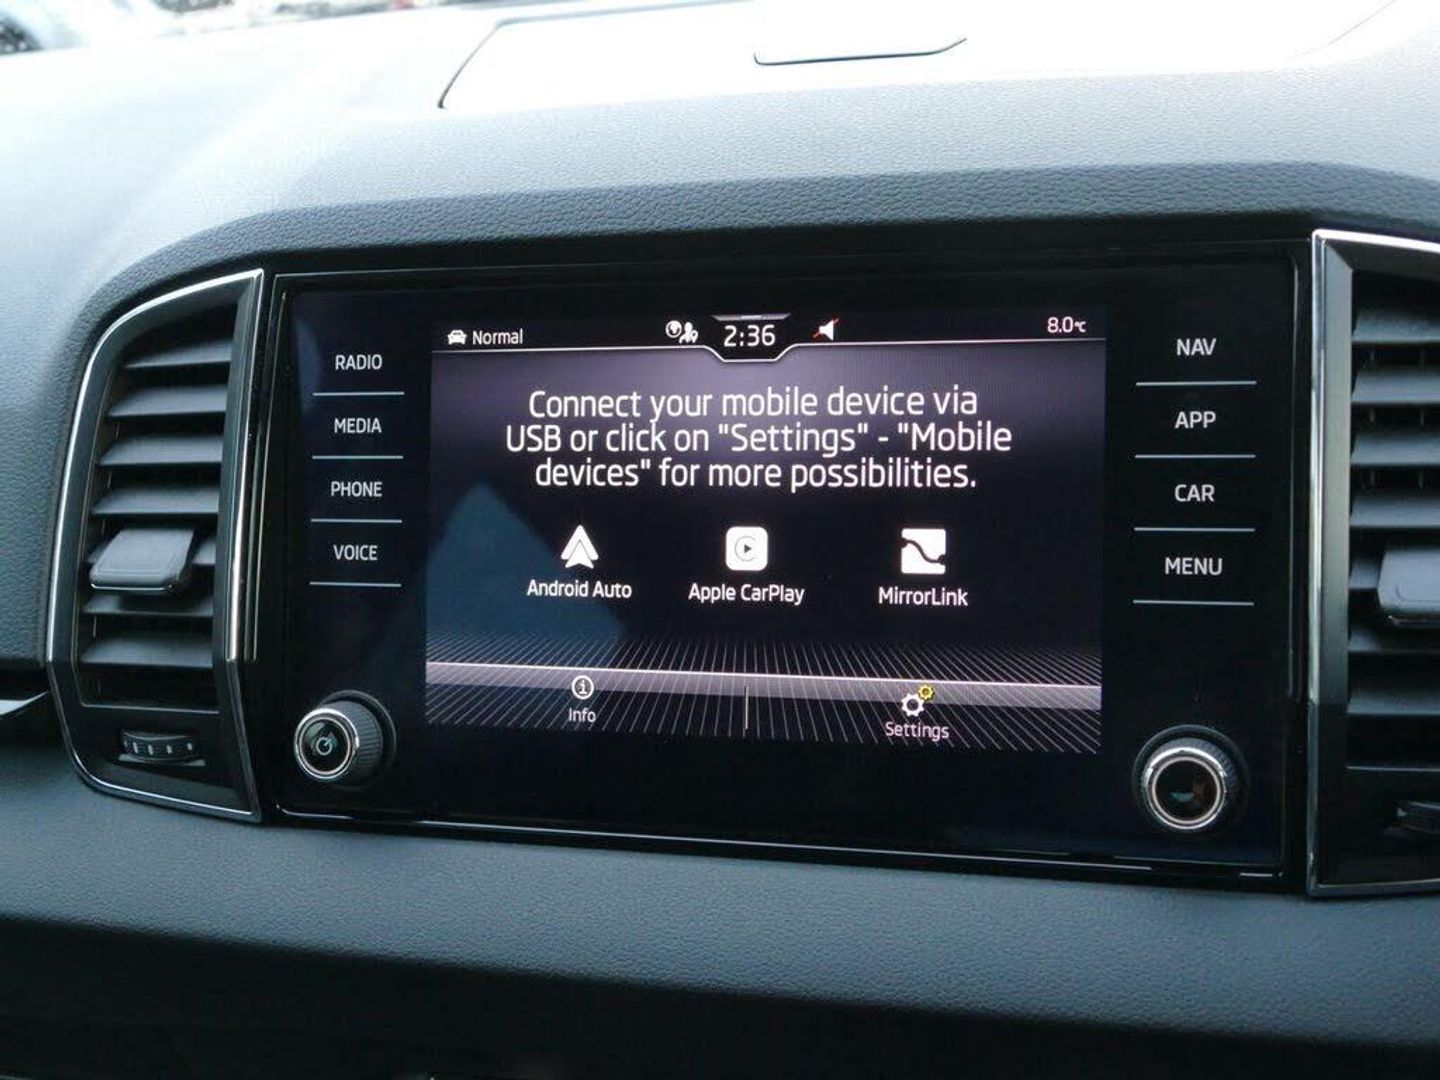 Normal
2:36
8.0°C
RADIO
MEDIA
PHONE
VOICE
Connect your mobile device via
USB or click on "Settings" - "Mobile
devices" for more possibilities.
Android Auto
Apple CarPlay
MirrorLink
Info
Settings
NAV
APP
CAR
MENU